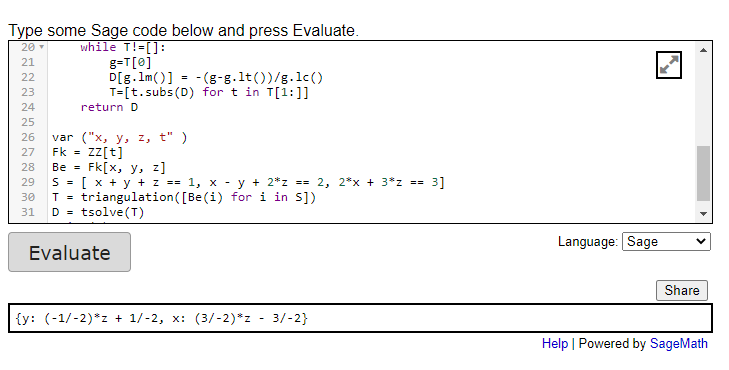 Type some Sage code below and press Evaluate.
20 while T!=[]:
21 g=T[0]
22 D[g.lm()] = -(g-g.lt())/g.lc()
23 T=[t.subs(D) for t in T[1:]]
24 return D
25
26 var ("x, y, z, t" )
27 Fk = ZZ[t]
28 Be = Fk[x, y, z]
29 S = [ x + y + z == 1, x - y + 2*z == 2, 2*x + 3*z == 3]
30 T = triangulation([Be(i) for i in S])
31 D = tsolve(T)
Evaluate
Language: Sage
Share
{y: (-1/-2)*z + 1/-2, x: (3/-2)*z - 3/-2}
Help | Powered by SageMath